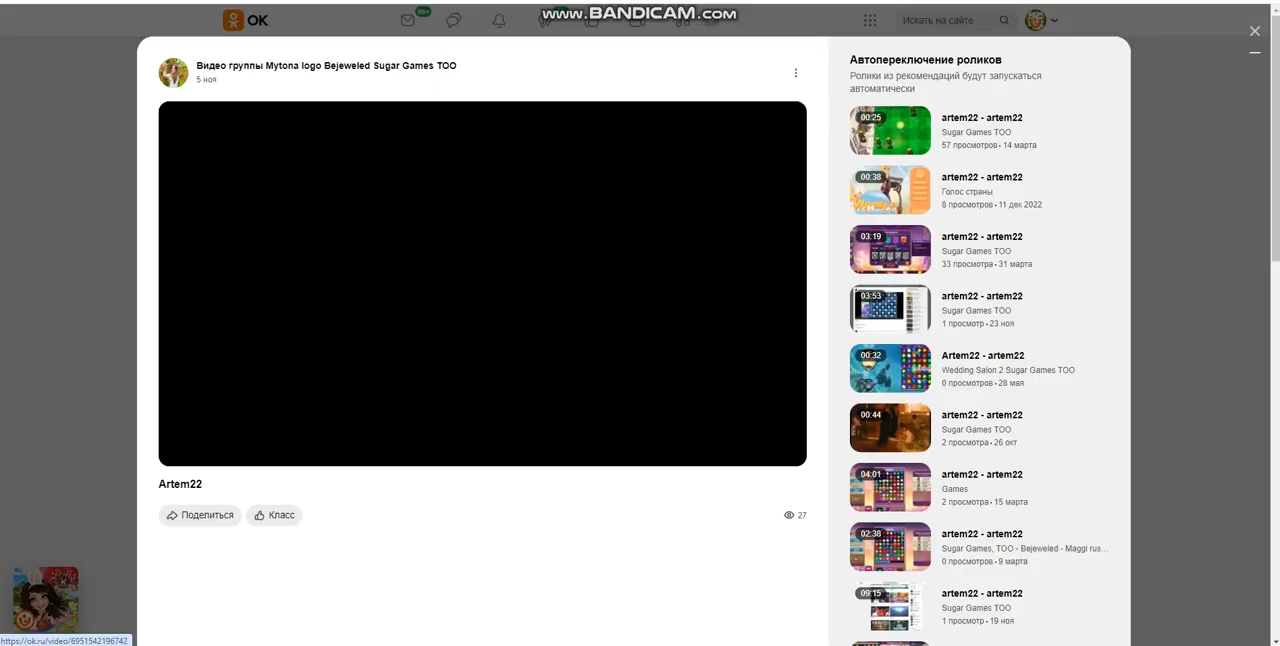 OK
99+
www.BANDICAM.com
Искать на сайте
Видео группы Mytona logo Bejeweled Sugar Games TOO
5 ноя
Artem22
Поделиться
Класс
27
Автопереключение роликов
Ролики из рекомендаций будут запускаться
автоматически
00:25
artem22 - artem22
Sugar Games TOO
57 просмотров • 14 марта
00:38
artem22 - artem22
Голос страны
8 просмотров • 11 дек 2022
03:19
artem22 - artem22
Sugar Games TOO
33 просмотра • 31 марта
03:53
artem22 - artem22
Sugar Games TOO
1 просмотр • 23 ноя
00:32
Artem22 - artem22
Wedding Salon 2 Sugar Games TOO
0 просмотров • 28 мая
00:44
artem22 - artem22
Sugar Games TOO
2 просмотра • 26 окт
04:01
artem22 - artem22
Games
2 просмотра • 15 марта
02:38
artem22 - artem22
Sugar Games, TOO - Bejeweled - Maggi rus...
0 просмотров • 9 марта
09:15
artem22 - artem22
Sugar Games TOO
1 просмотр • 19 ноя
https://ok.ru/video/6951542196742